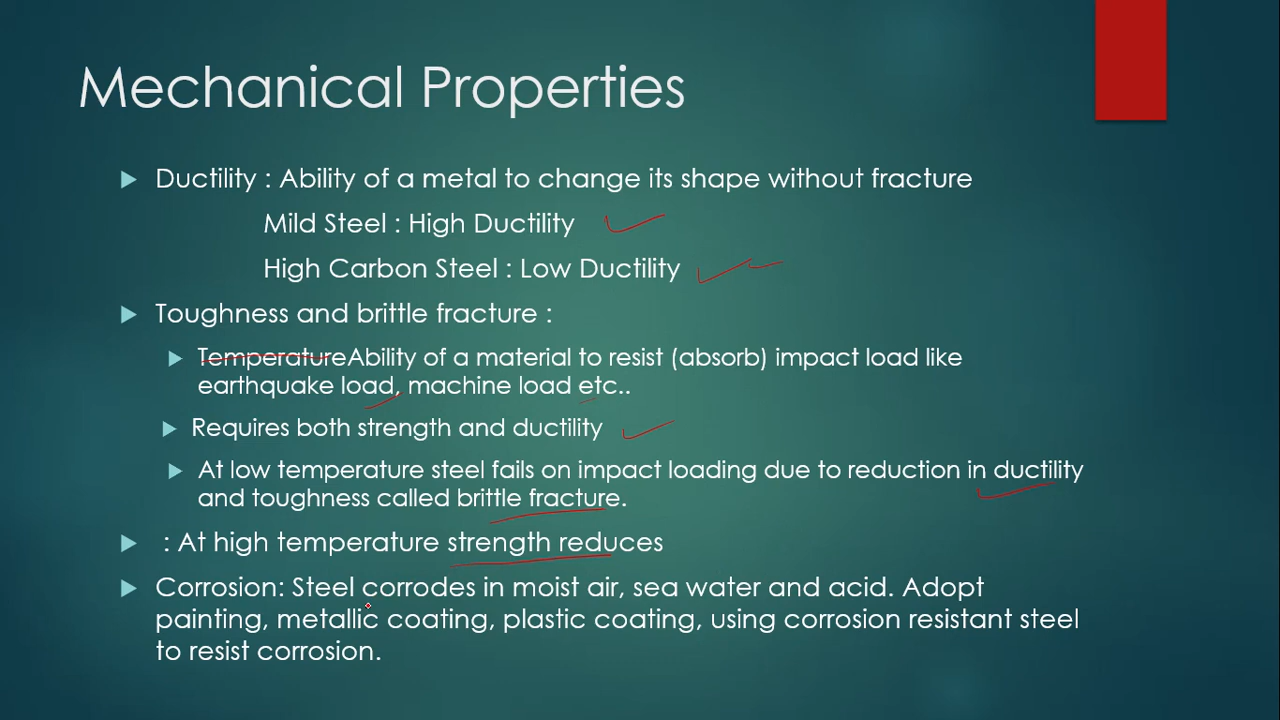 Mechanical Properties
Ductility : Ability of a metal to change its shape without fracture
Mild Steel : High Ductility
High Carbon Steel : Low Ductility
Toughness and brittle fracture :
TemperatureAbility of a material to resist (absorb) impact load like
earthquake load, machine load etc..
Requires both strength and ductility
At low temperature steel fails on impact loading due to reduction in ductility
and toughness called brittle fracture.
: At high temperature strength reduces
Corrosion: Steel corrodes in moist air, sea water and acid. Adopt
painting, metallic coating, plastic coating, using corrosion resistant steel
to resist corrosion.